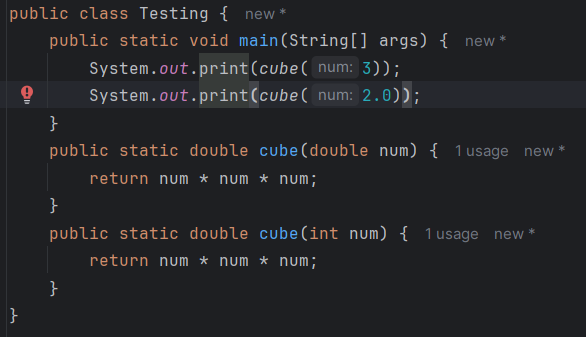 public class Testing { new *
    public static void main(String[] args) { new *
        System.out.print(cube( num: 3));
        System.out.print(cube( num: 2.0));
    }
    public static double cube(double num) { 1 usage new *
        return num * num * num;
    }
    public static double cube(int num) { 1 usage new *
        return num * num * num;
    }
}